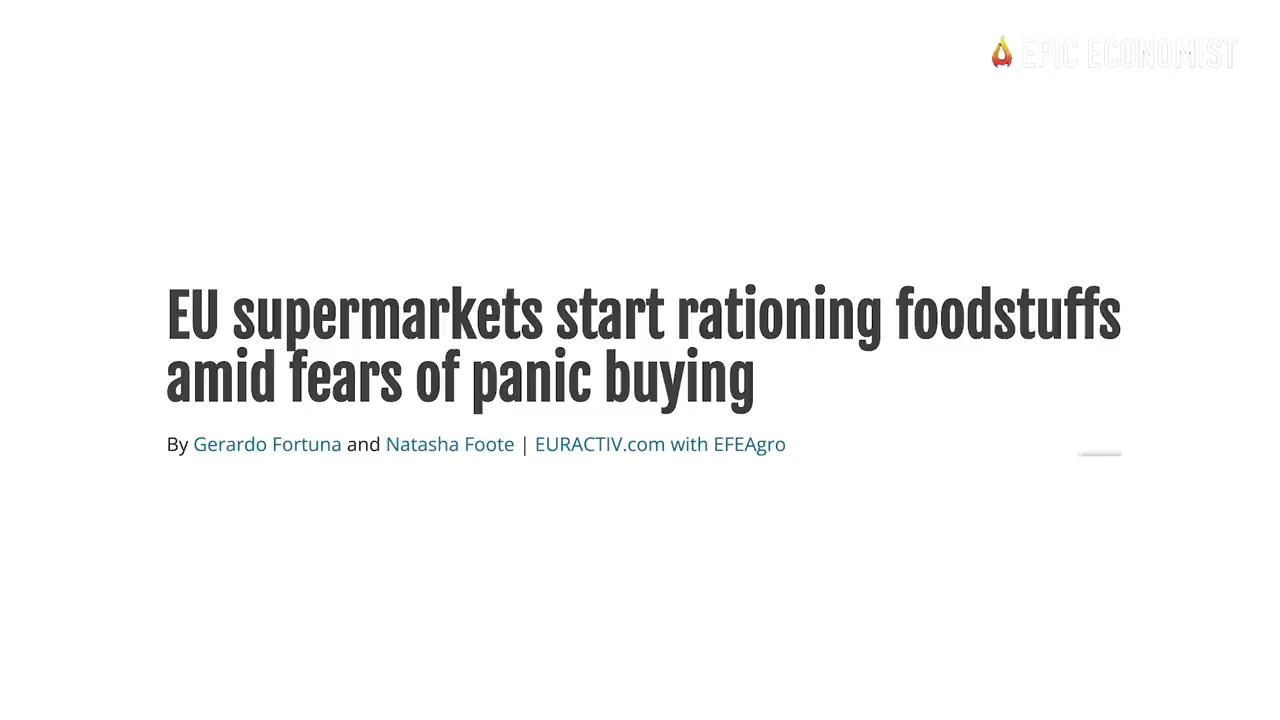 EPIC ECONOMIST
EU supermarkets start rationing foodstuffs
amid fears of panic buying
By Gerardo Fortuna and Natasha Foote | EURACTIV.com with EFEAgro